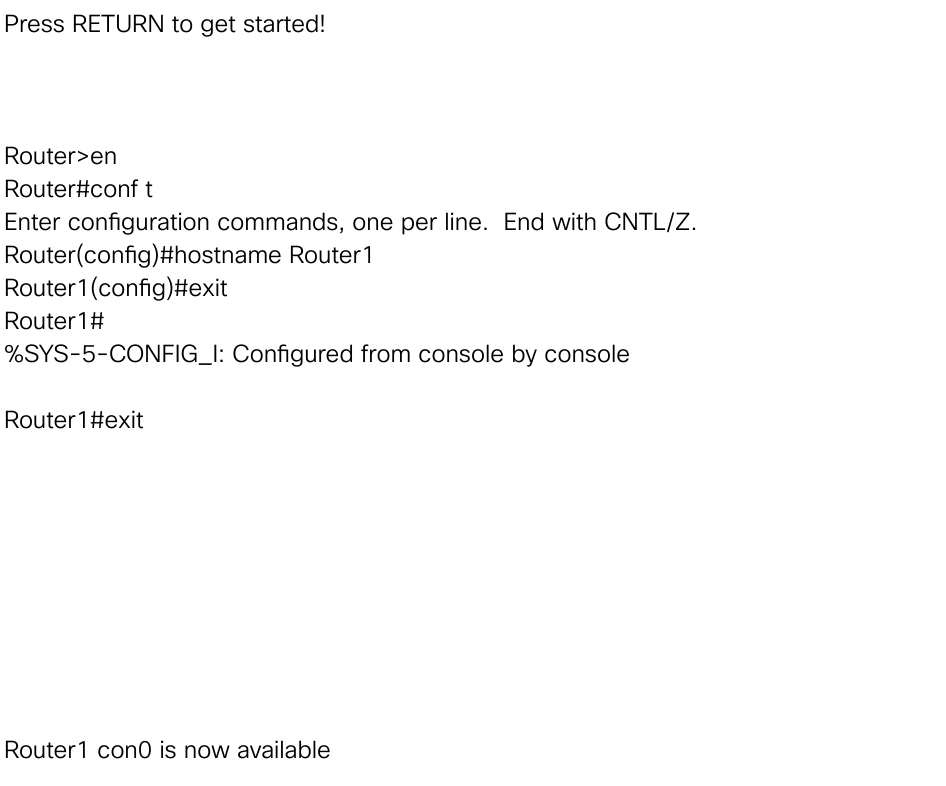 Press RETURN to get started!
Router>en
Router#conf t
Enter configuration commands, one per line.  End with CNTL/Z.
Router(config)#hostname Router1
Router1(config)#exit
Router1#
%SYS-5-CONFIG_I: Configured from console by console
Router1#exit
Router1 con0 is now available